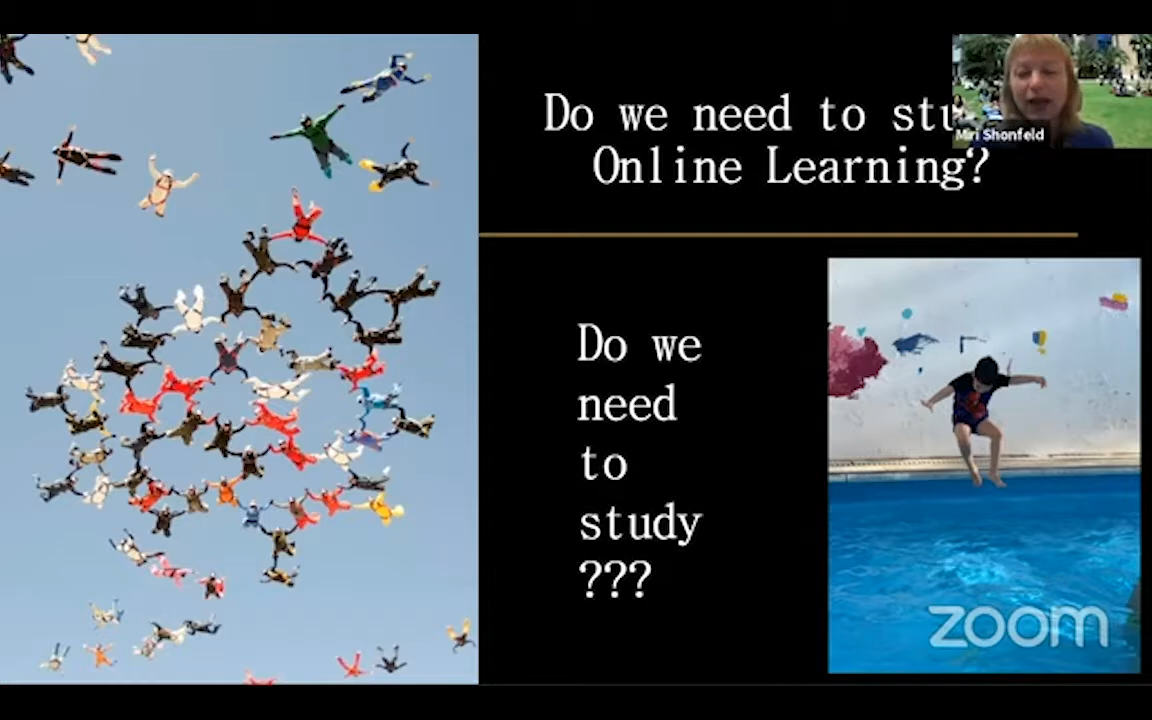 Do we need to stu
Online Learning?
Miri Shonfeld
Do we
need
to
study
???
zoom